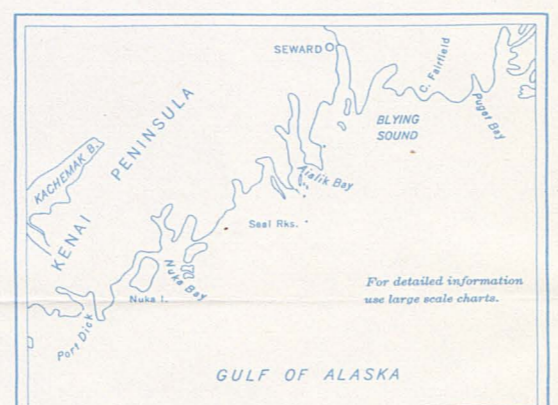 SEWARD
C. Fairfield
Puget Bay
BLYING
SOUND
KENAI PENINSULA
KACHEMAK B.
Aialik Bay
Seal Rks.
Nuka Bay
Nuka I.
For detailed information
use large scale charts.
Port Dick
GULF OF ALASKA